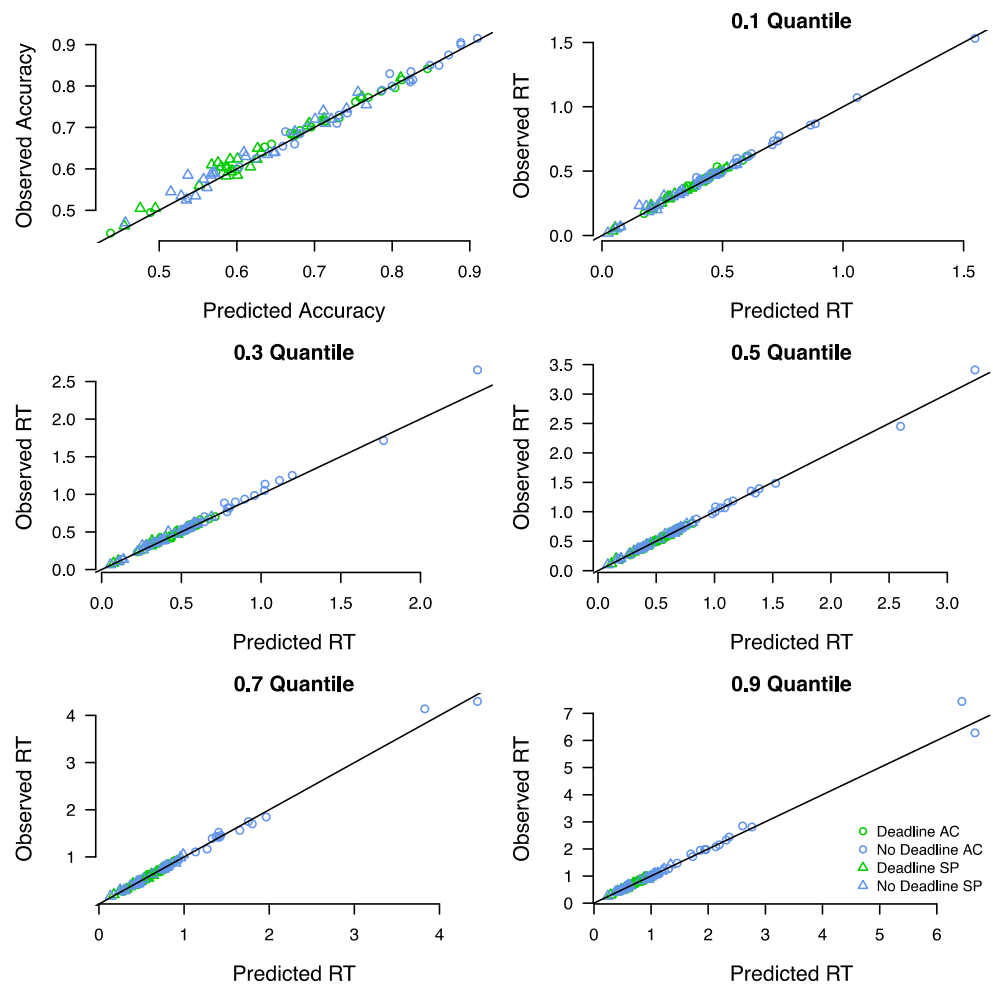 Observed Accuracy
0.9
0.8
0.7
0.6
0.5
0.5 0.6 0.7 0.8 0.9
Predicted Accuracy
0.1 Quantile
Observed RT
1.5
1.0
0.5
0.0
0.0 0.5 1.0 1.5
Predicted RT
0.3 Quantile
Observed RT
2.5
2.0
1.5
1.0
0.5
0.0
0.0 0.5 1.0 1.5 2.0
Predicted RT
0.5 Quantile
Observed RT
3.5
3.0
2.5
2.0
1.5
1.0
0.5
0.0
0.0 0.5 1.0 1.5 2.0 2.5 3.0
Predicted RT
0.7 Quantile
Observed RT
4
3
2
1
0 1 2 3 4
Predicted RT
0.9 Quantile
Observed RT
7
6
5
4
3
2
1
0
0 1 2 3 4 5 6
Predicted RT
Deadline AC
No Deadline AC
Deadline SP
No Deadline SP